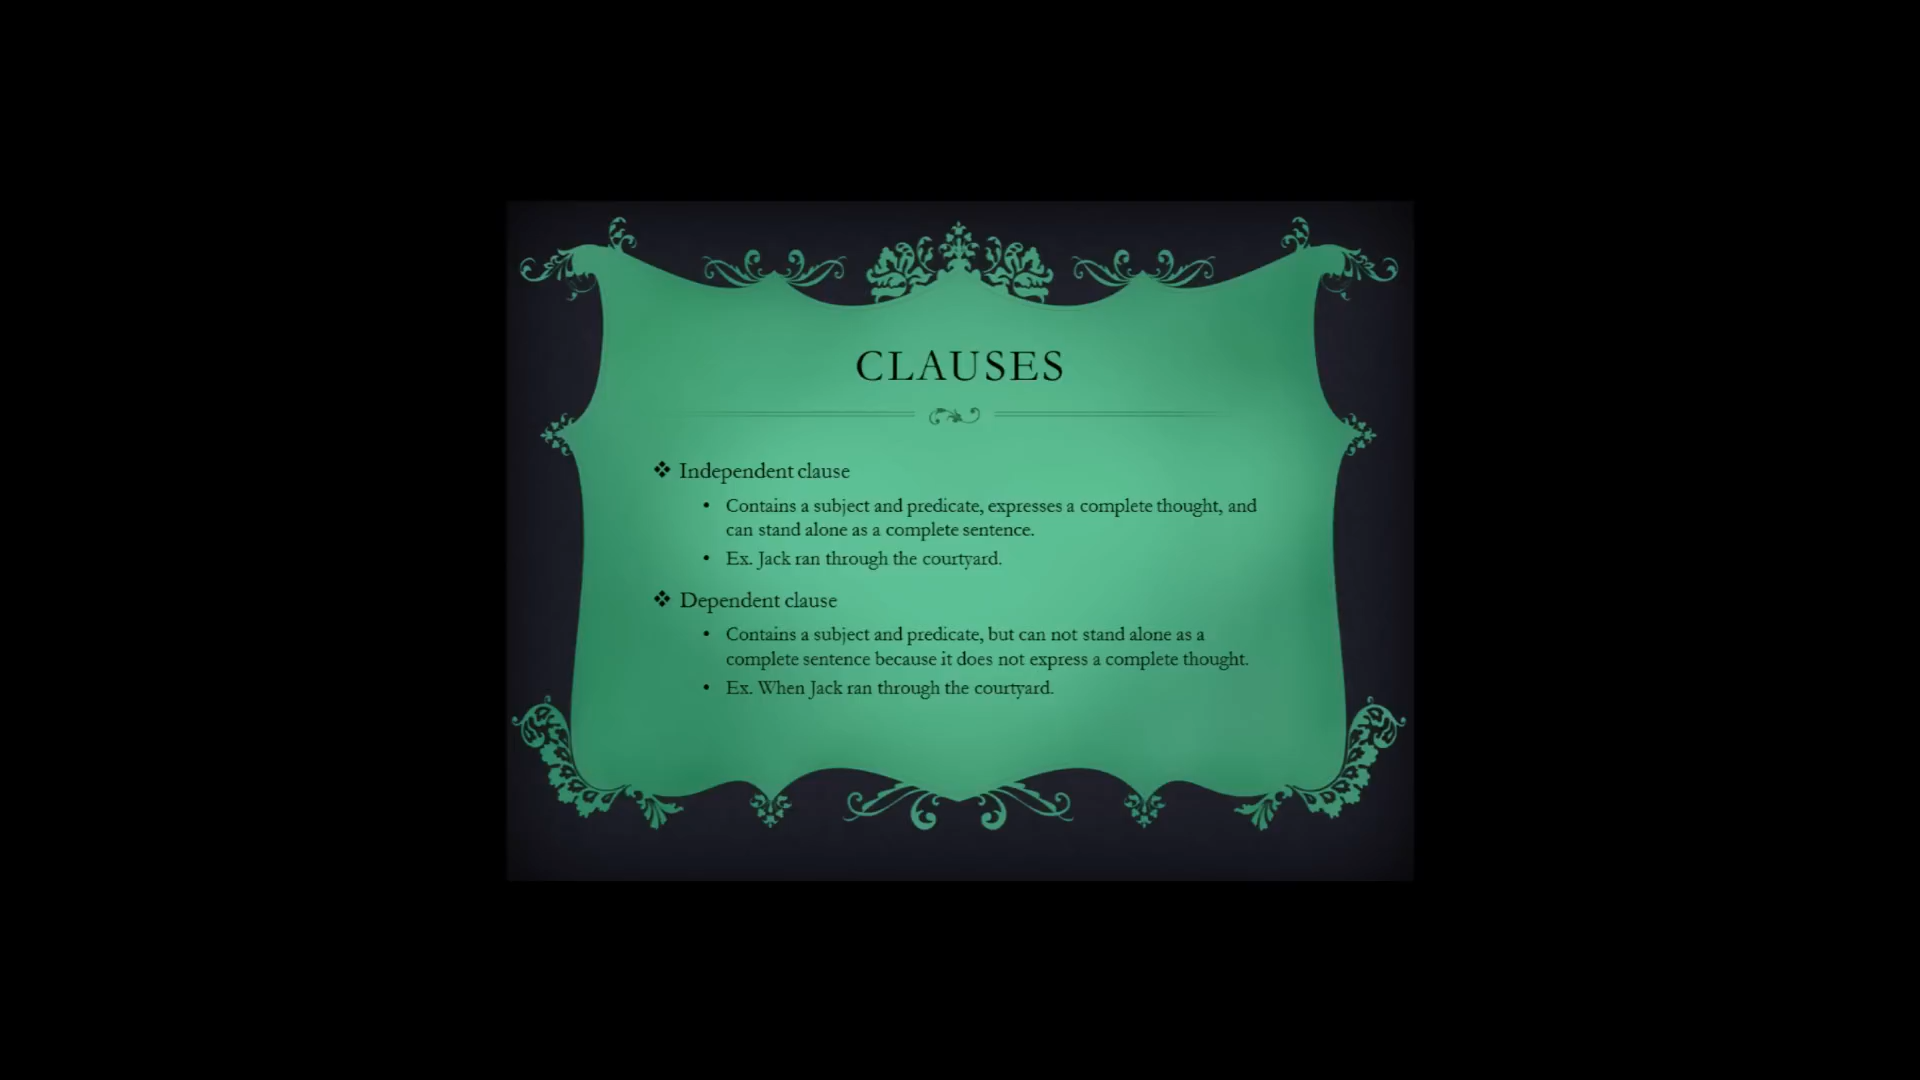 CLAUSES
❖ Independent clause
• Contains a subject and predicate, expresses a complete thought, and
can stand alone as a complete sentence.
• Ex. Jack ran through the courtyard.
❖ Dependent clause
• Contains a subject and predicate, but can not stand alone as a
complete sentence because it does not express a complete thought.
• Ex. When Jack ran through the courtyard.